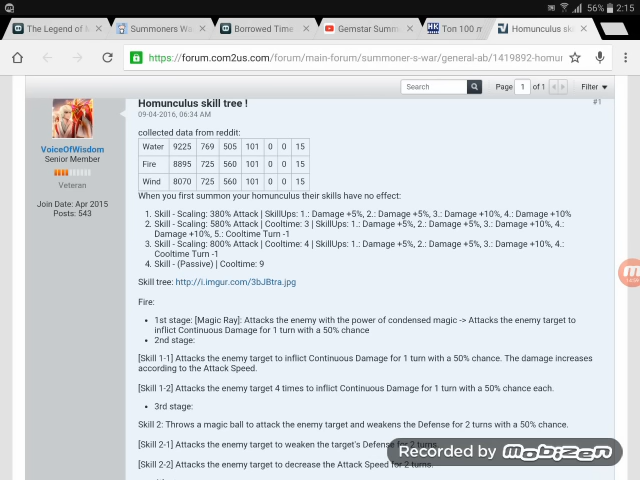 56% 2:15
The Legend of
Summoners Wa
Borrowed Time
Gemstar Summ
Топ 100 л
Homunculus sk
https://forum.com2us.com/forum/main-forum/summoner-s-war/general-ab/1419892-homu
Search
Page 1 of 1
Filter
Homunculus skill tree !
#1
09-04-2016, 06:34 AM
VoiceOfWisdom
Senior Member
Veteran
Join Date: Apr 2015
Posts: 543
collected data from reddit:
Water 9225 769 505 101 0 0 15
Fire 8895 725 560 101 0 0 15
Wind 8070 725 560 101 0 0 15
When you first summon your homunculus their skills have no effect:
1. Skill - Scaling: 380% Attack | SkillUps: 1.: Damage +5%, 2.: Damage +5%, 3.: Damage +10%, 4.: Damage +10%
2. Skill - Scaling: 580% Attack | Cooltime: 3 | SkillUps: 1.: Damage +5%, 2.: Damage +5%, 3.: Damage +10%, 4.:
Damage +10%, 5.: Cooltime Turn -1
3. Skill - Scaling: 800% Attack | Cooltime: 4 | SkillUps: 1.: Damage +5%, 2.: Damage +5%, 3.: Damage +10%, 4.:
Cooltime Turn -1
4. Skill - (Passive) | Cooltime: 9
Skill tree: http://i.imgur.com/3bJBtra.jpg
Fire:
• 1st stage: [Magic Ray]: Attacks the enemy with the power of condensed magic -> Attacks the enemy target to
inflict Continuous Damage for 1 turn with a 50% chance
• 2nd stage:
[Skill 1-1] Attacks the enemy target to inflict Continuous Damage for 1 turn with a 50% chance. The damage increases
according to the Attack Speed.
[Skill 1-2] Attacks the enemy target 4 times to inflict Continuous Damage for 1 turn with a 50% chance each.
• 3rd stage:
Skill 2: Throws a magic ball to attack the enemy target and weakens the Defense for 2 turns with a 50% chance.
[Skill 2-1] Attacks the enemy target to weaken the target's Defense for 2 turns.
[Skill 2-2] Attacks the enemy target to decrease the Attack Speed for 2 turns.
Recorded by Mobizen